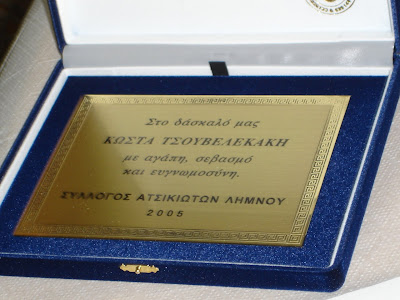 Στο δάσκαλό μας
ΚΩΣΤΑ ΤΣΟΥΒΕΛΕΚΑΚΗ
με αγάπη, σεβασμό
και ευγνωμοσύνη.
ΣΥΛΛΟΓΟΣ ΑΤΣΙΚΙΩΤΩΝ ΛΗΜΝΟΥ
2005